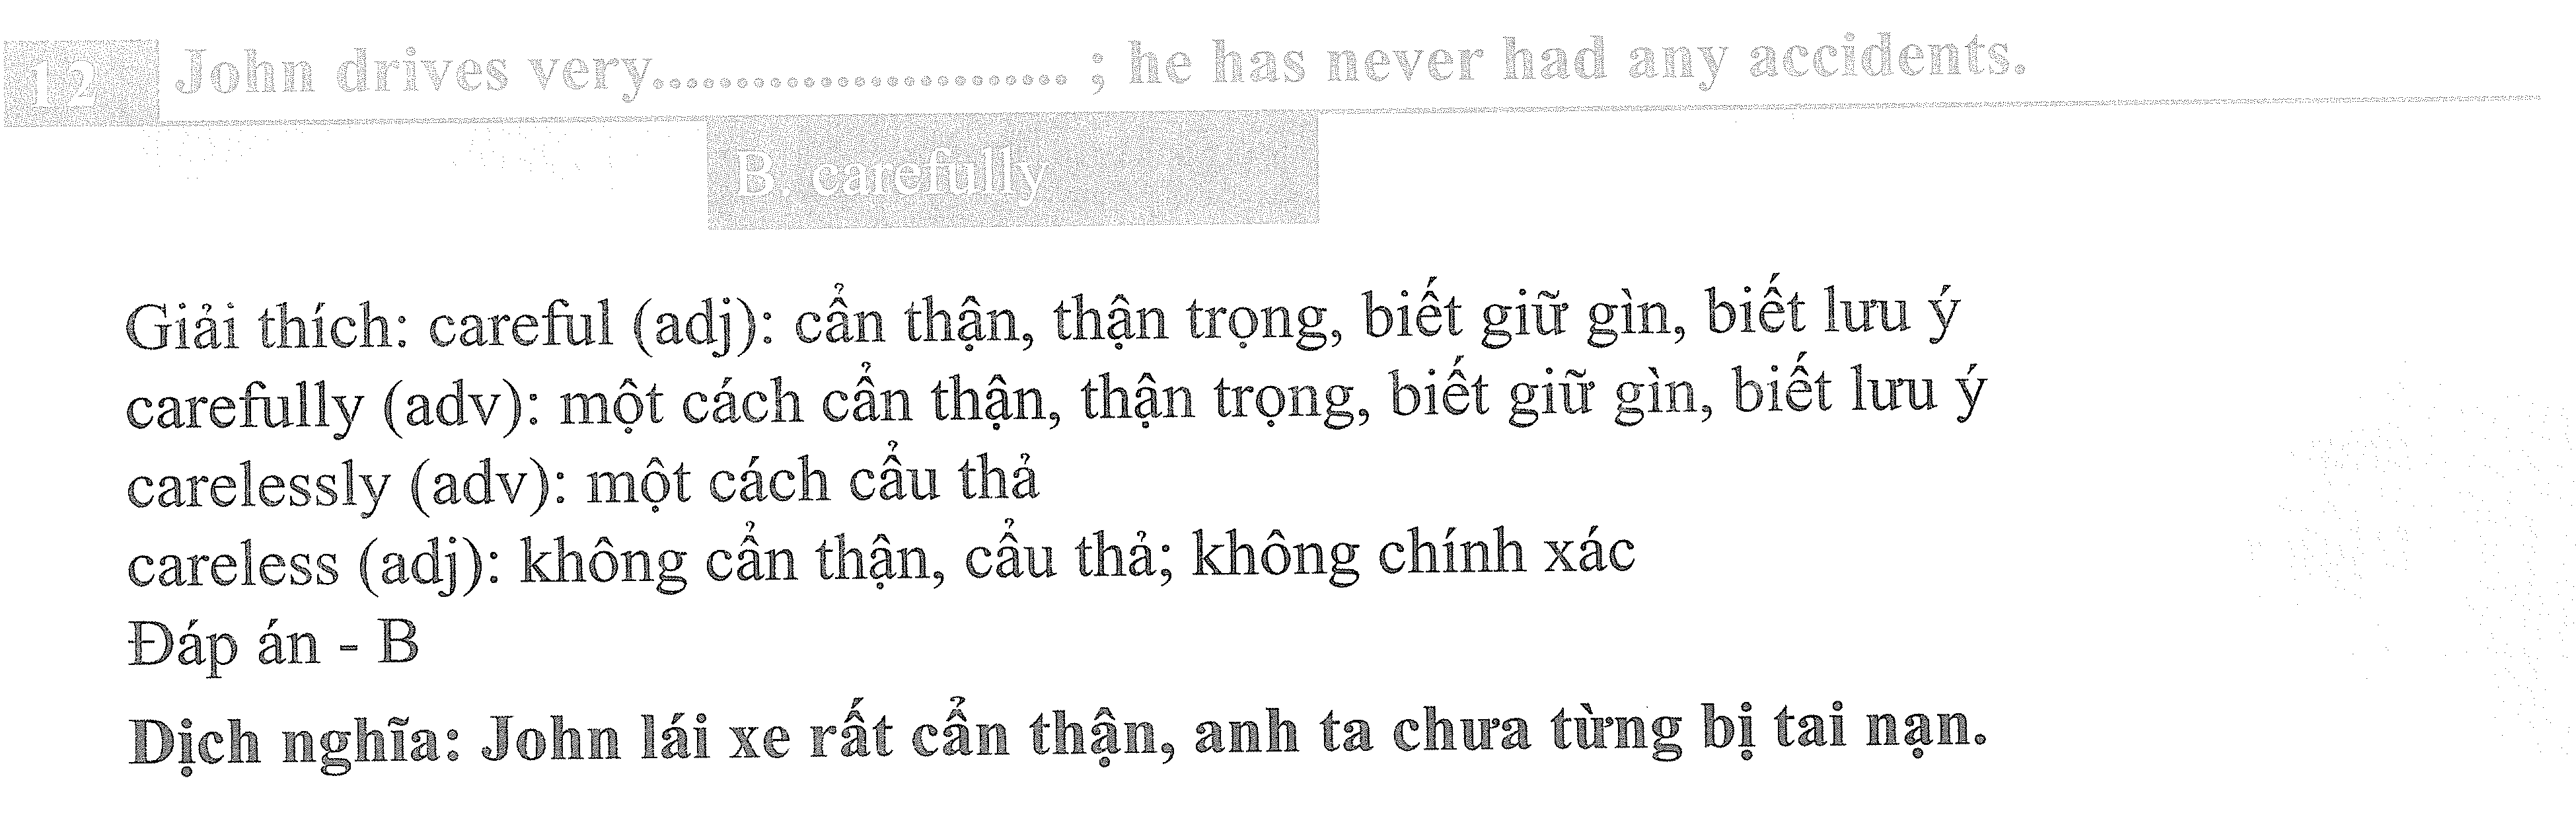 12 John drives very........................ ; he has never had any accidents.
B. carefully
Giải thích: careful (adj): cẩn thận, thận trọng, biết giữ gìn, biết lưu ý
carefully (adv): một cách cẩn thận, thận trọng, biết giữ gìn, biết lưu ý
carelessly (adv): một cách cẩu thả
careless (adj): không cẩn thận, cẩu thả; không chính xác
Đáp án - B
Dịch nghĩa: John lái xe rất cẩn thận, anh ta chưa từng bị tai nạn.